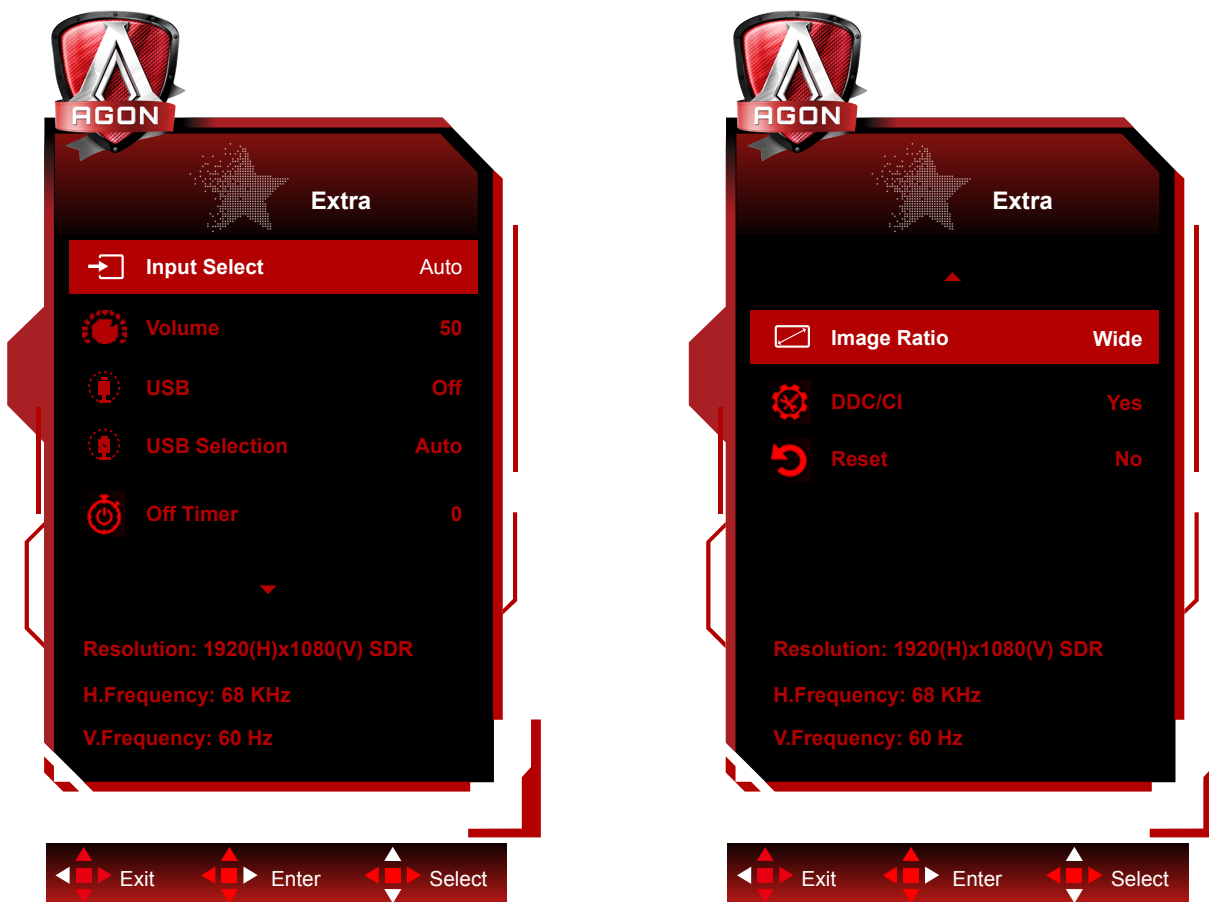 AGON
Extra
Input Select Auto
Volume 50
USB Off
USB Selection Auto
Off Timer 0
Resolution: 1920(H)x1080(V) SDR
H.Frequency: 68 KHz
V.Frequency: 60 Hz
Exit Enter Select
AGON
Extra
Image Ratio Wide
DDC/CI Yes
Reset No
Resolution: 1920(H)x1080(V) SDR
H.Frequency: 68 KHz
V.Frequency: 60 Hz
Exit Enter Select